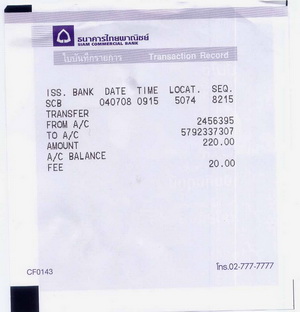 ธนาคารไทยพาณิชย์
SIAM COMMERCIAL BANK
ใบบันทึกรายการ Transaction Record
ISS. BANK DATE TIME LOCAT. SEQ.
SCB 040708 0915 5074 8215
TRANSFER
FROM A/C 2456395
TO A/C 5792337307
AMOUNT 220.00
A/C BALANCE
FEE 20.00
CF0143 โทร.02-777-7777